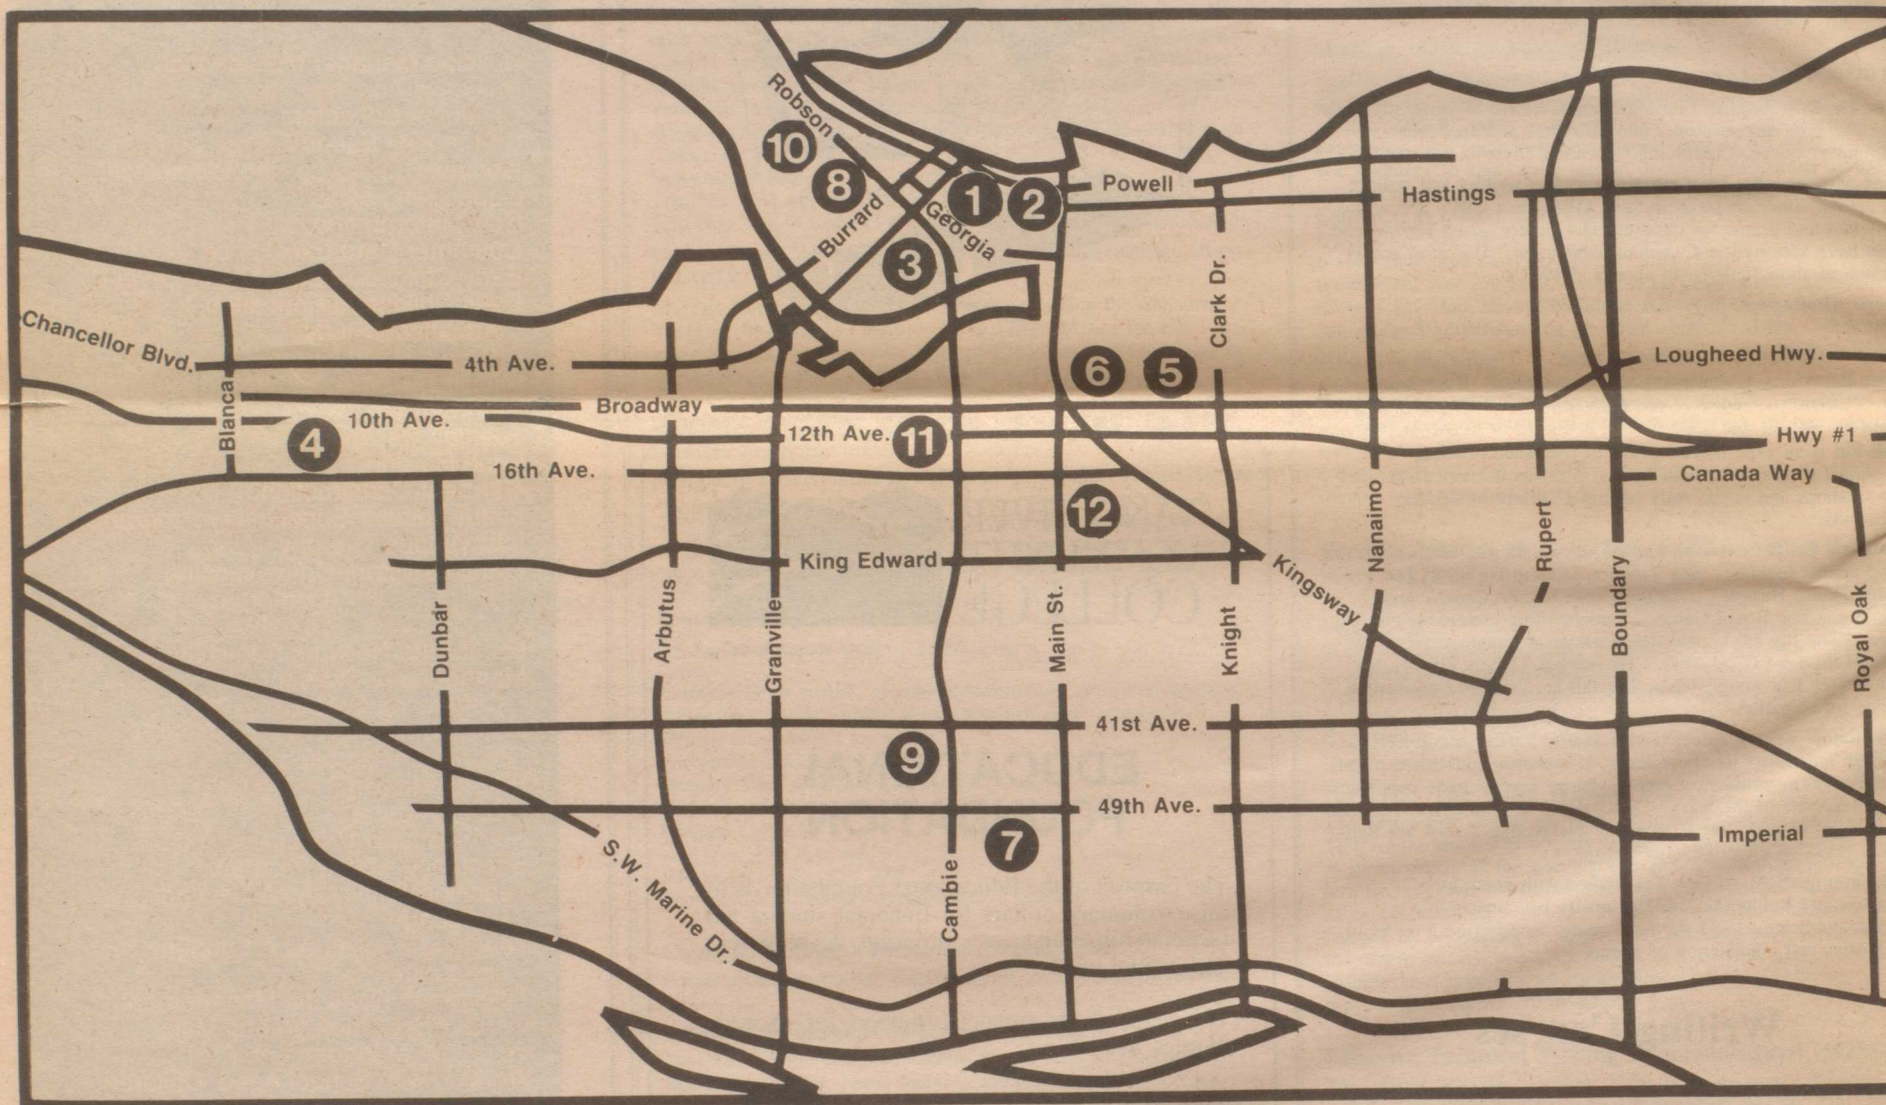 Robson
10
8
1
2
Powell
Hastings
Burrard
Georgia
3
Clark Dr.
Chancellor Blvd.
4th Ave.
6
5
Lougheed Hwy.
Blanca
Broadway
4
10th Ave.
12th Ave.
11
Hwy #1
16th Ave.
Canada Way
12
Nanaimo
Rupert
King Edward
Kingsway
Dunbar
Arbutus
Granville
Main St.
Knight
Boundary
Royal Oak
41st Ave.
9
49th Ave.
7
Imperial
S.W. Marine Dr.
Cambie